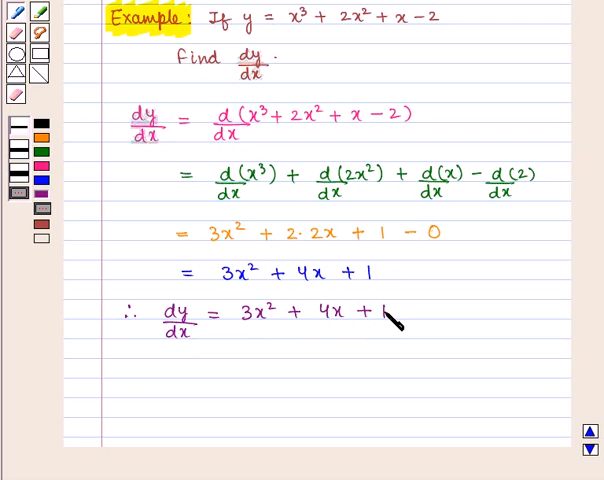 Example: If y = x³ + 2x² + x - 2
Find dy/dx.
dy/dx = d/dx (x³ + 2x² + x - 2)
= d/dx (x³) + d/dx (2x²) + d/dx (x) - d/dx (2)
= 3x² + 2·2x + 1 - 0
= 3x² + 4x + 1
∴ dy/dx = 3x² + 4x + 1